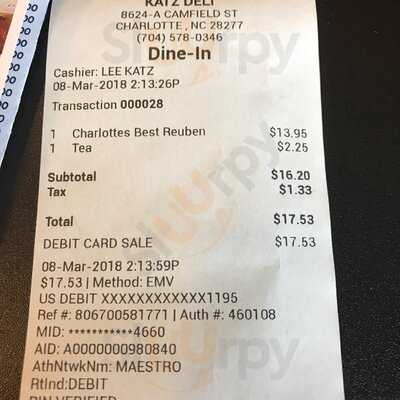 KATZ DELI
8624-A CAMFIELD ST
CHARLOTTE , NC 28277
(704) 578-0346
Dine-In
Cashier: LEE KATZ
08-Mar-2018 2:13:26P
Transaction 000028
1 Charlottes Best Reuben $13.95
1 Tea $2.25
Subtotal $16.20
Tax $1.33
Total $17.53
DEBIT CARD SALE $17.53
08-Mar-2018 2:13:59P
$17.53 | Method: EMV
US DEBIT XXXXXXXXXXXX1195
Ref #: 806700581771 | Auth #: 460108
MID: ***********4660
AID: A0000000980840
AthNtwkNm: MAESTRO
RtInd:DEBIT
PIN VERIFIED